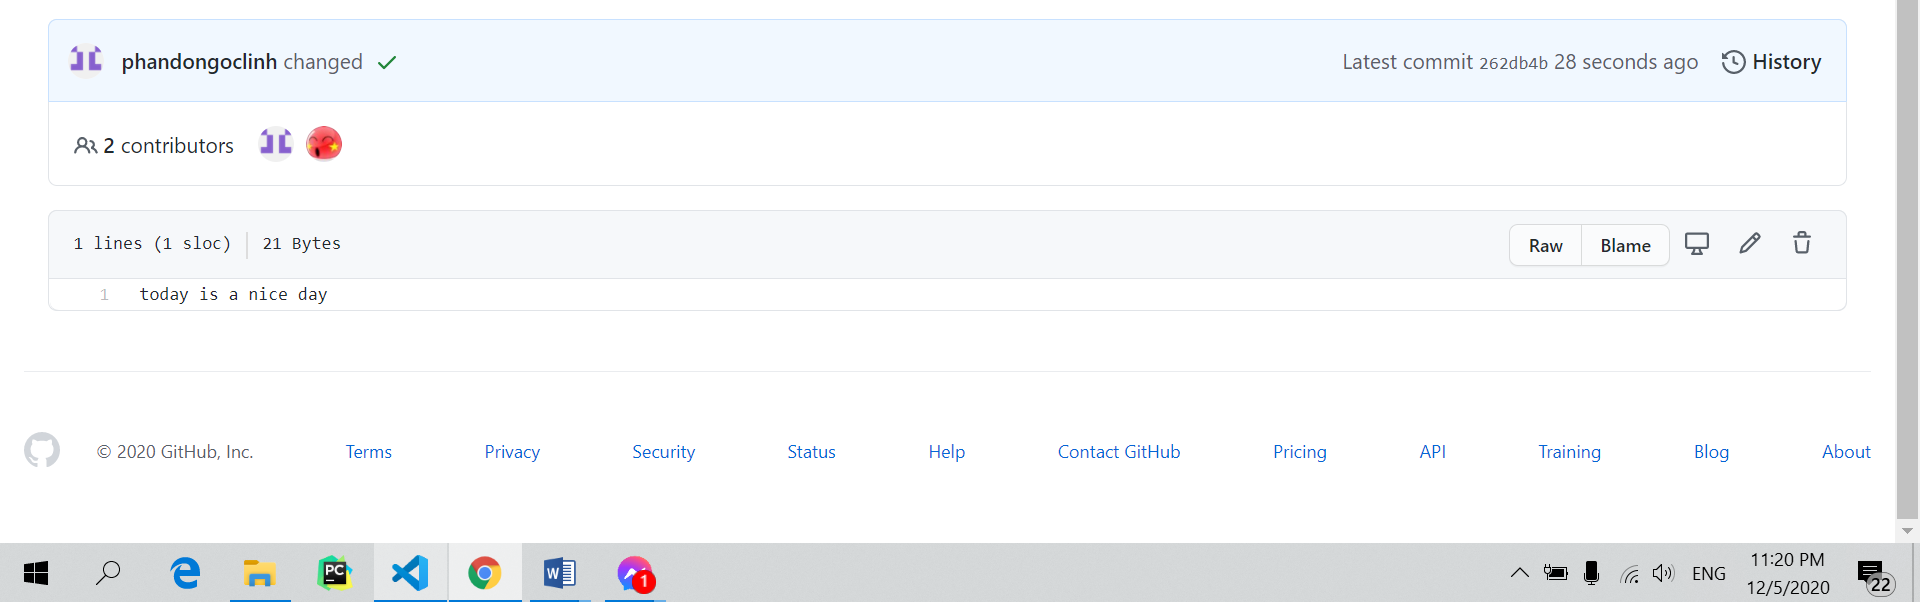 phandongoclinh changed Latest commit 262db4b 28 seconds ago History
2 contributors
1 lines (1 sloc) 21 Bytes Raw Blame
1 today is a nice day
© 2020 GitHub, Inc. Terms Privacy Security Status Help Contact GitHub Pricing API Training Blog About
PC W 1 ENG 11:20 PM
12/5/2020 22